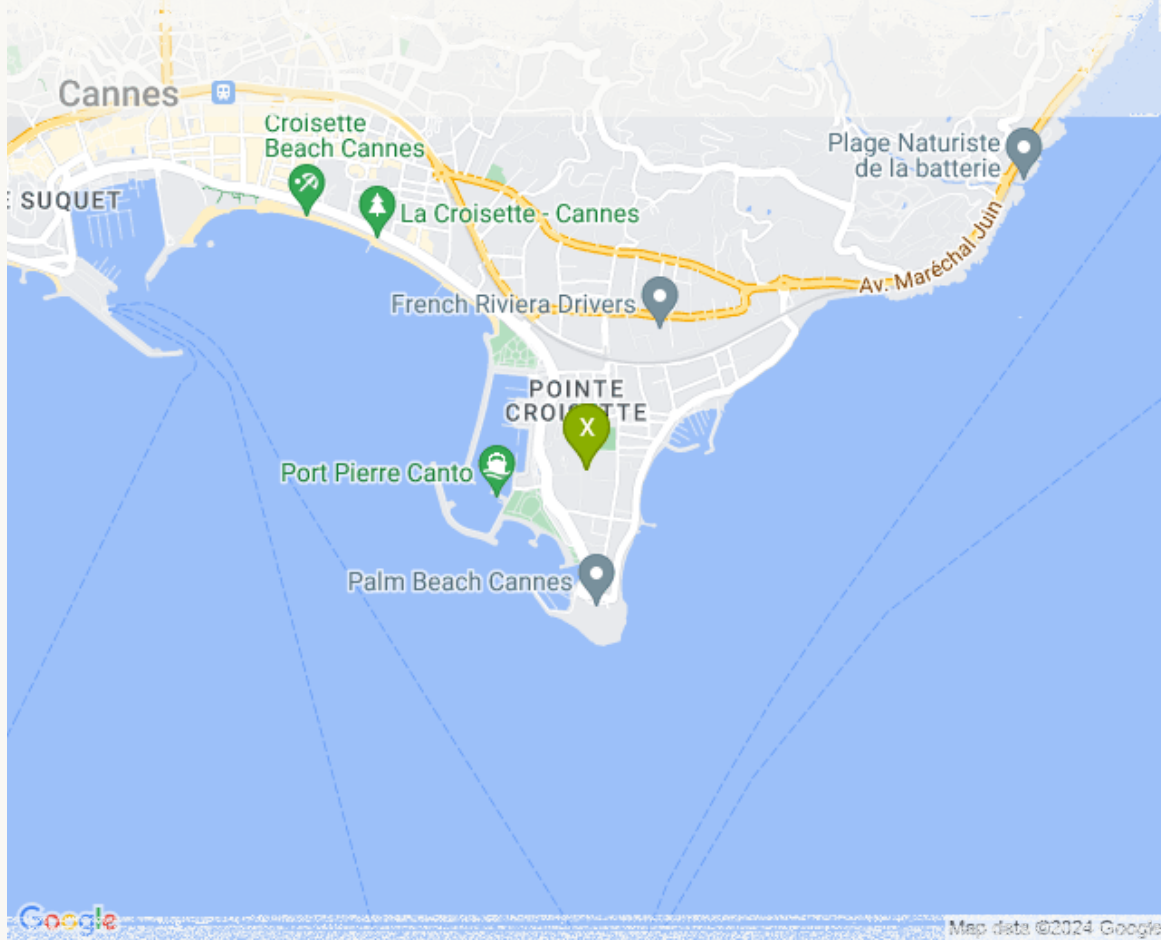 Cannes
Croisette
Beach Cannes
Plage Naturiste
de la batterie
E SUQUET
La Croisette - Cannes
Av. Maréchal Juin
French Riviera Drivers
POINTE
CROISETTE
X
Port Pierre Canto
Palm Beach Cannes
Google
Map data ©2024 Google